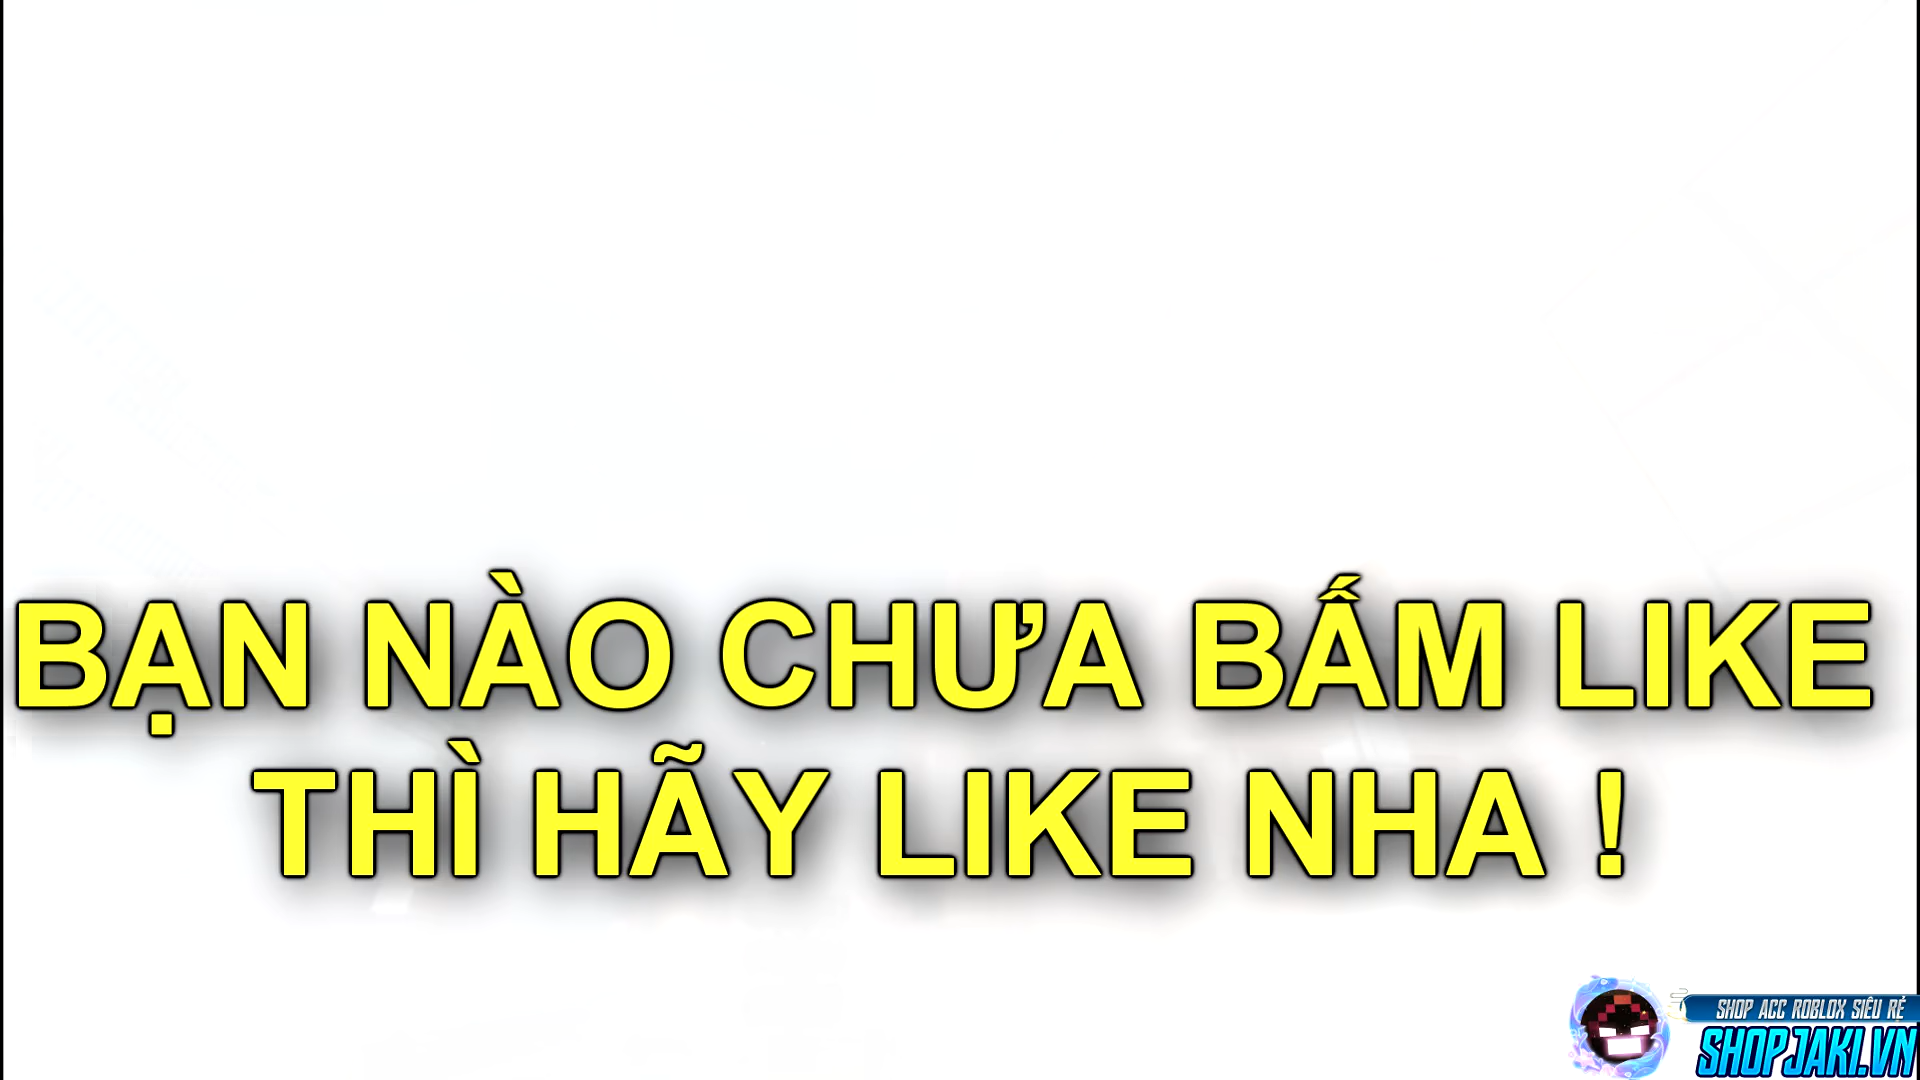 BẠN NÀO CHƯA BẤM LIKE
THÌ HÃY LIKE NHA !
SHOP ACC ROBLOX SIÊU RẺ
SHOPJAKI.VN